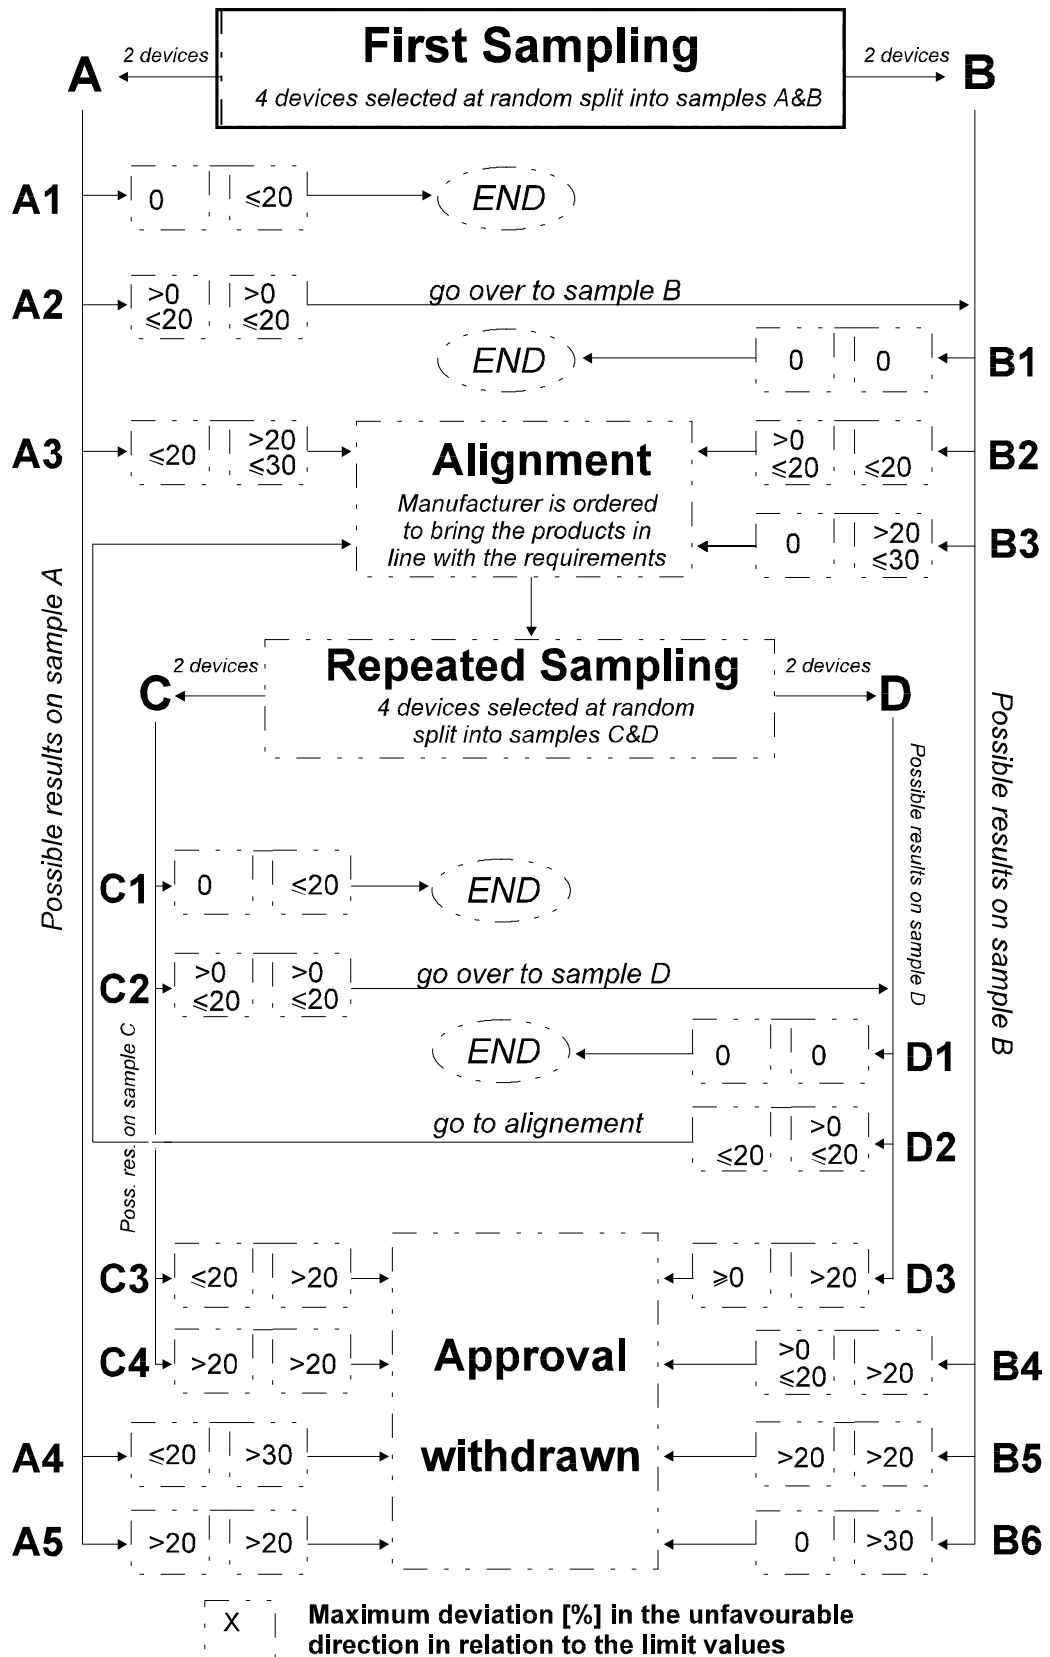 First Sampling
4 devices selected at random split into samples A&B
A
2 devices
2 devices
B
A1
0
≤20
END
A2
>0
≤20
>0
≤20
go over to sample B
END
0
0
B1
A3
≤20
>20
≤30
Alignment
Manufacturer is ordered
to bring the products in
line with the requirements
>0
≤20
≤20
B2
0
>20
≤30
B3
Possible results on sample A
Repeated Sampling
4 devices selected at random
split into samples C&D
C
2 devices
2 devices
D
Possible results on sample D
Possible results on sample B
C1
0
≤20
END
C2
>0
≤20
>0
≤20
go over to sample D
Poss. res. on sample C
END
0
0
D1
go to alignement
≤20
>0
≤20
D2
C3
≤20
>20
≥0
>20
D3
C4
>20
>20
Approval
withdrawn
>0
≤20
>20
B4
A4
≤20
>30
>20
>20
B5
A5
>20
>20
0
>30
B6
X
Maximum deviation [%] in the unfavourable
direction in relation to the limit values